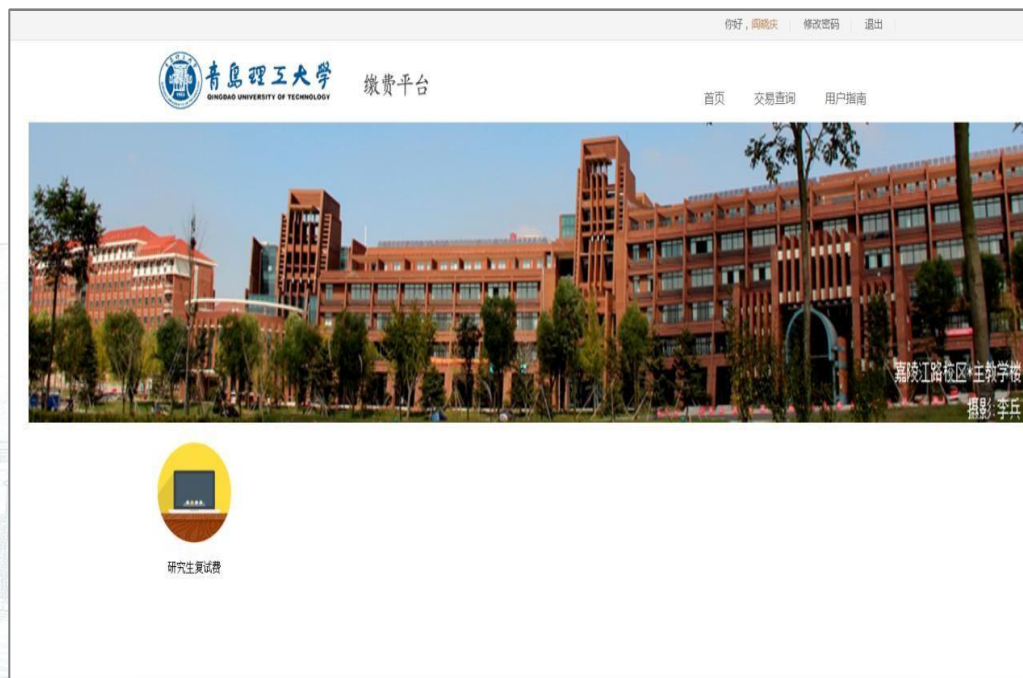 你好，阎晓庆 修改密码 退出
青岛理工大学
QINGDAO UNIVERSITY OF TECHNOLOGY
缴费平台
首页 交易查询 用户指南
嘉陵江路校区•主教学楼
摄影:李兵
研究生复试费